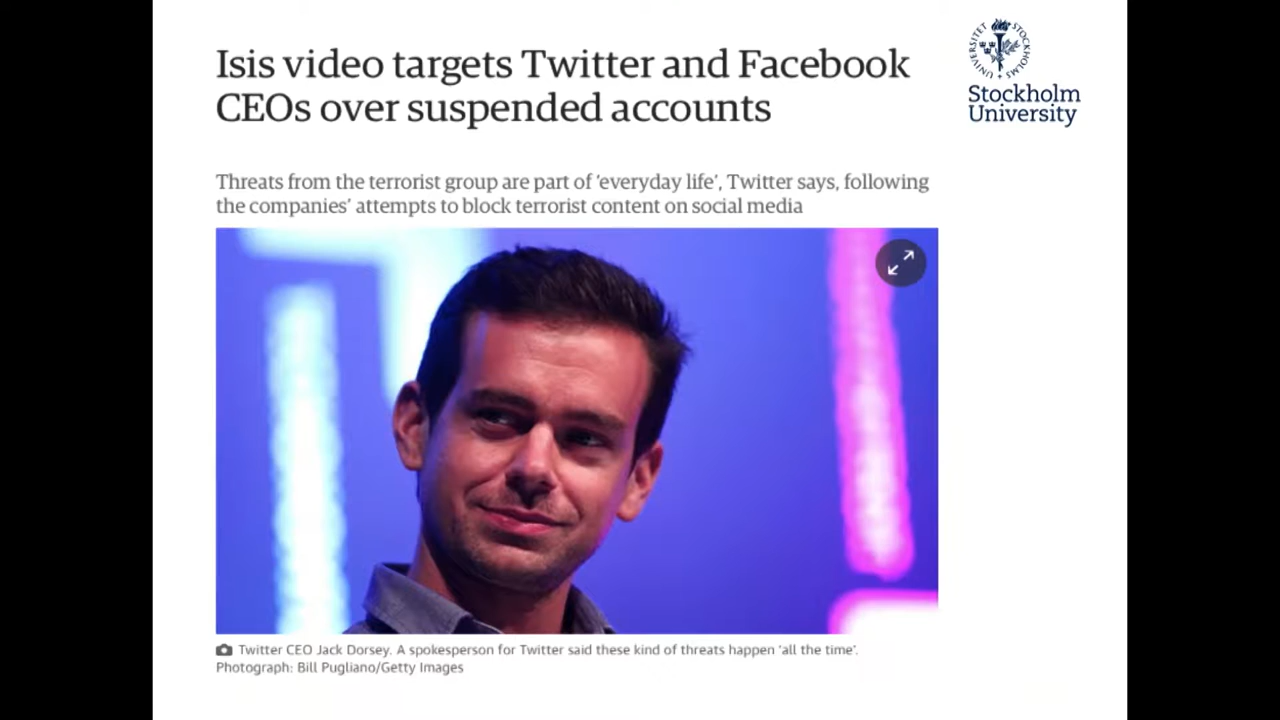 Isis video targets Twitter and Facebook
CEOs over suspended accounts
STOCKHOLMS UNIVERSITET
Stockholm
University
Threats from the terrorist group are part of ‘everyday life’, Twitter says, following
the companies’ attempts to block terrorist content on social media
Twitter CEO Jack Dorsey. A spokesperson for Twitter said these kind of threats happen ‘all the time’.
Photograph: Bill Pugliano/Getty Images